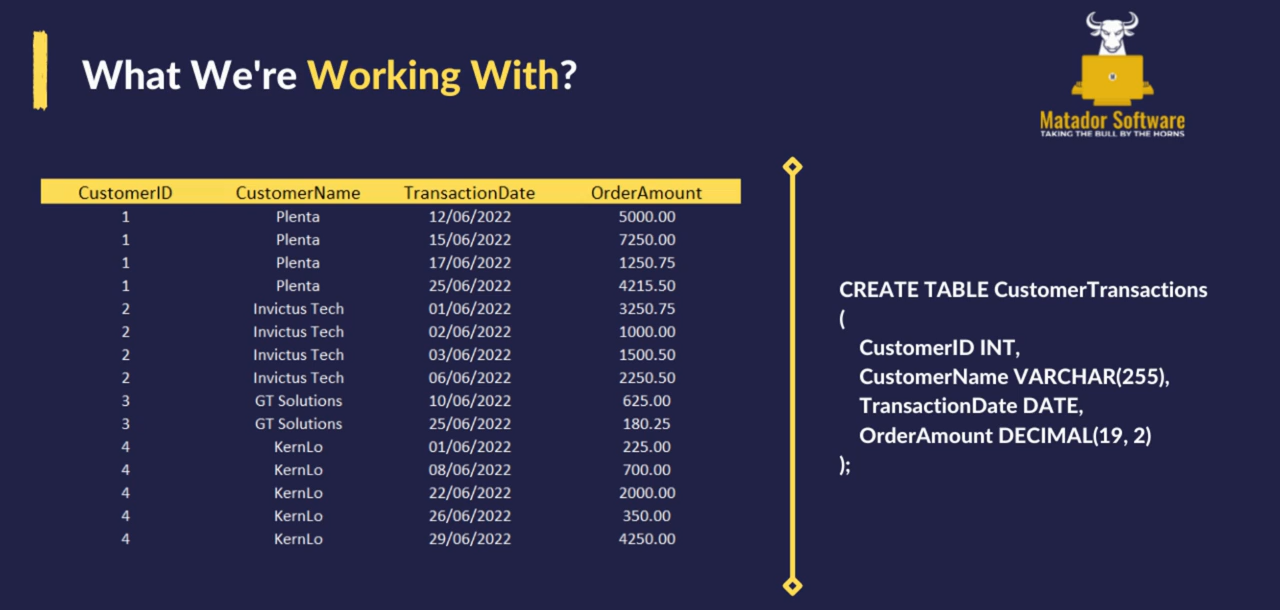 What We're Working With?
Matador Software
TAKING THE BULL BY THE HORNS
CustomerID CustomerName TransactionDate OrderAmount
1 Plenta 12/06/2022 5000.00
1 Plenta 15/06/2022 7250.00
1 Plenta 17/06/2022 1250.75
1 Plenta 25/06/2022 4215.50
2 Invictus Tech 01/06/2022 3250.75
2 Invictus Tech 02/06/2022 1000.00
2 Invictus Tech 03/06/2022 1500.50
2 Invictus Tech 06/06/2022 2250.50
3 GT Solutions 10/06/2022 625.00
3 GT Solutions 25/06/2022 180.25
4 KernLo 01/06/2022 225.00
4 KernLo 08/06/2022 700.00
4 KernLo 22/06/2022 2000.00
4 KernLo 26/06/2022 350.00
4 KernLo 29/06/2022 4250.00
CREATE TABLE CustomerTransactions
(
CustomerID INT,
CustomerName VARCHAR(255),
TransactionDate DATE,
OrderAmount DECIMAL(19, 2)
);